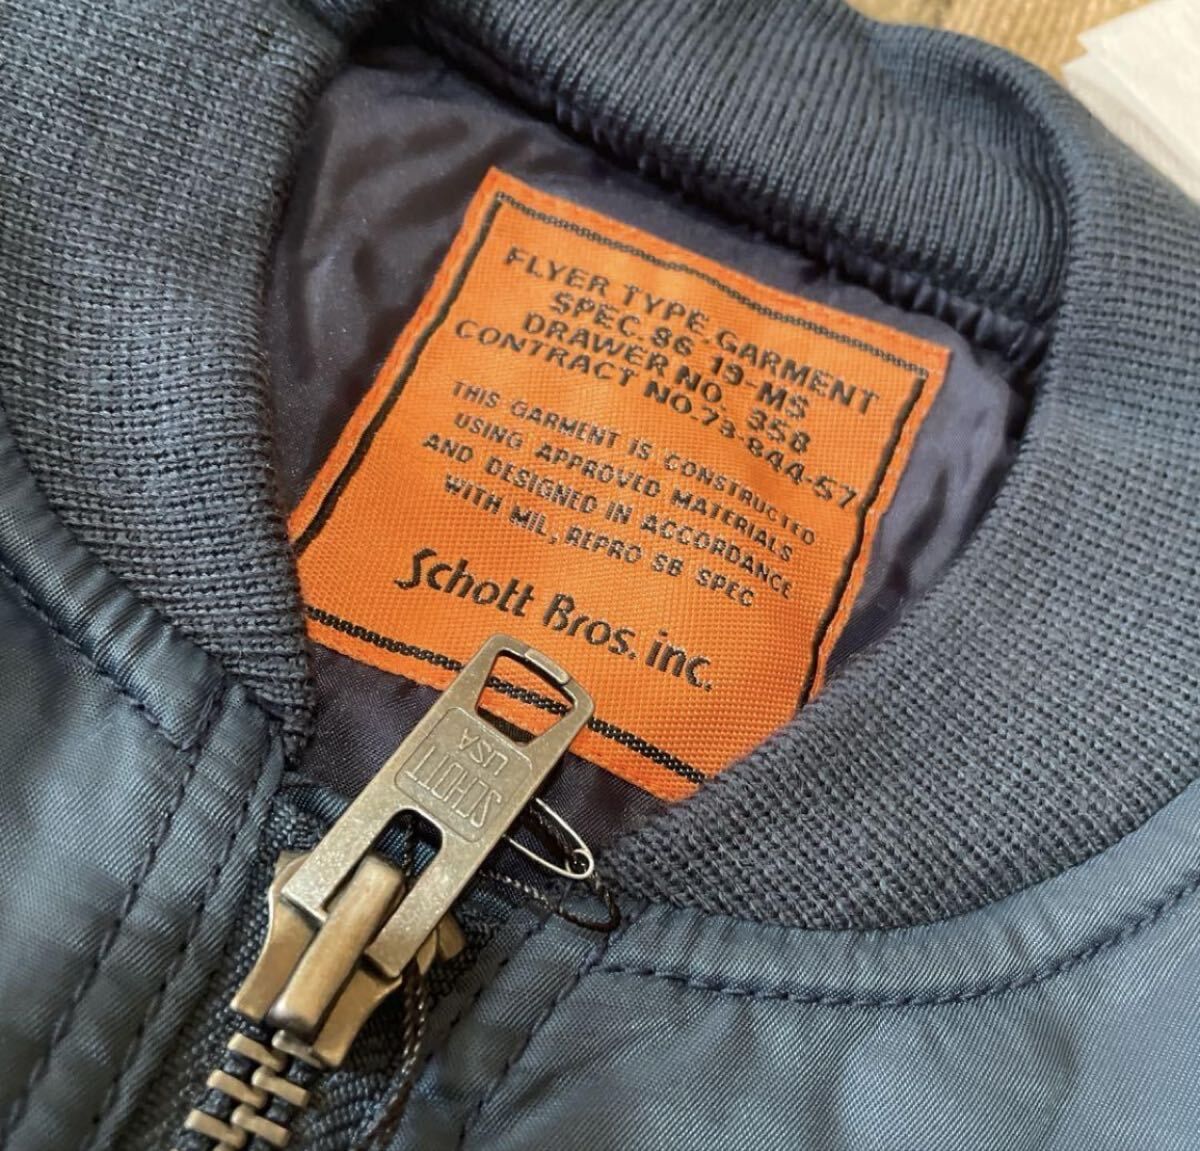 FLYER TYPE.GARMENT
SPEC.86 19-MS
DRAWER NO. 358
CONTRACT NO.73-844-57
THIS GARMENT IS CONSTRUCTED
USING APPROVED MATERIALS
AND DESIGNED IN ACCORDANCE
WITH MIL, REPRO SB SPEC
Schott Bros. inc.
SCHOTT
USA